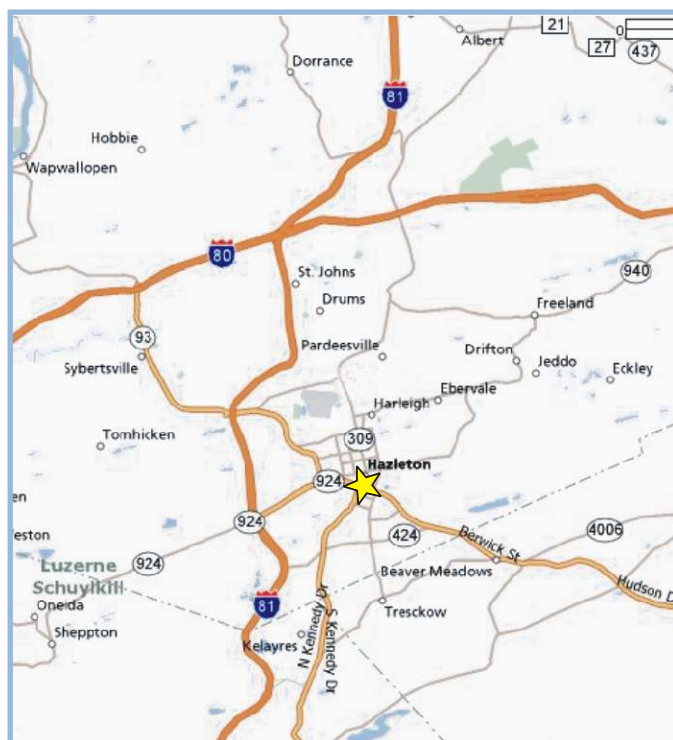 21
0
Albert
27
437
Dorrance
81
Hobbie
Wapwallopen
80
St. Johns
940
Drums
Freeland
93
Pardeesville
Sybertsville
Drifton
Jeddo
Eckley
Ebervale
Harleigh
Tomhicken
309
Hazleton
924
924
424
Berwick St
4006
924
Beaver Meadows
Luzerne
Schuylkill
Hudson D
81
Oneida
Tresckow
Sheppton
Kelayres
N Kennedy Dr
S Kennedy Dr